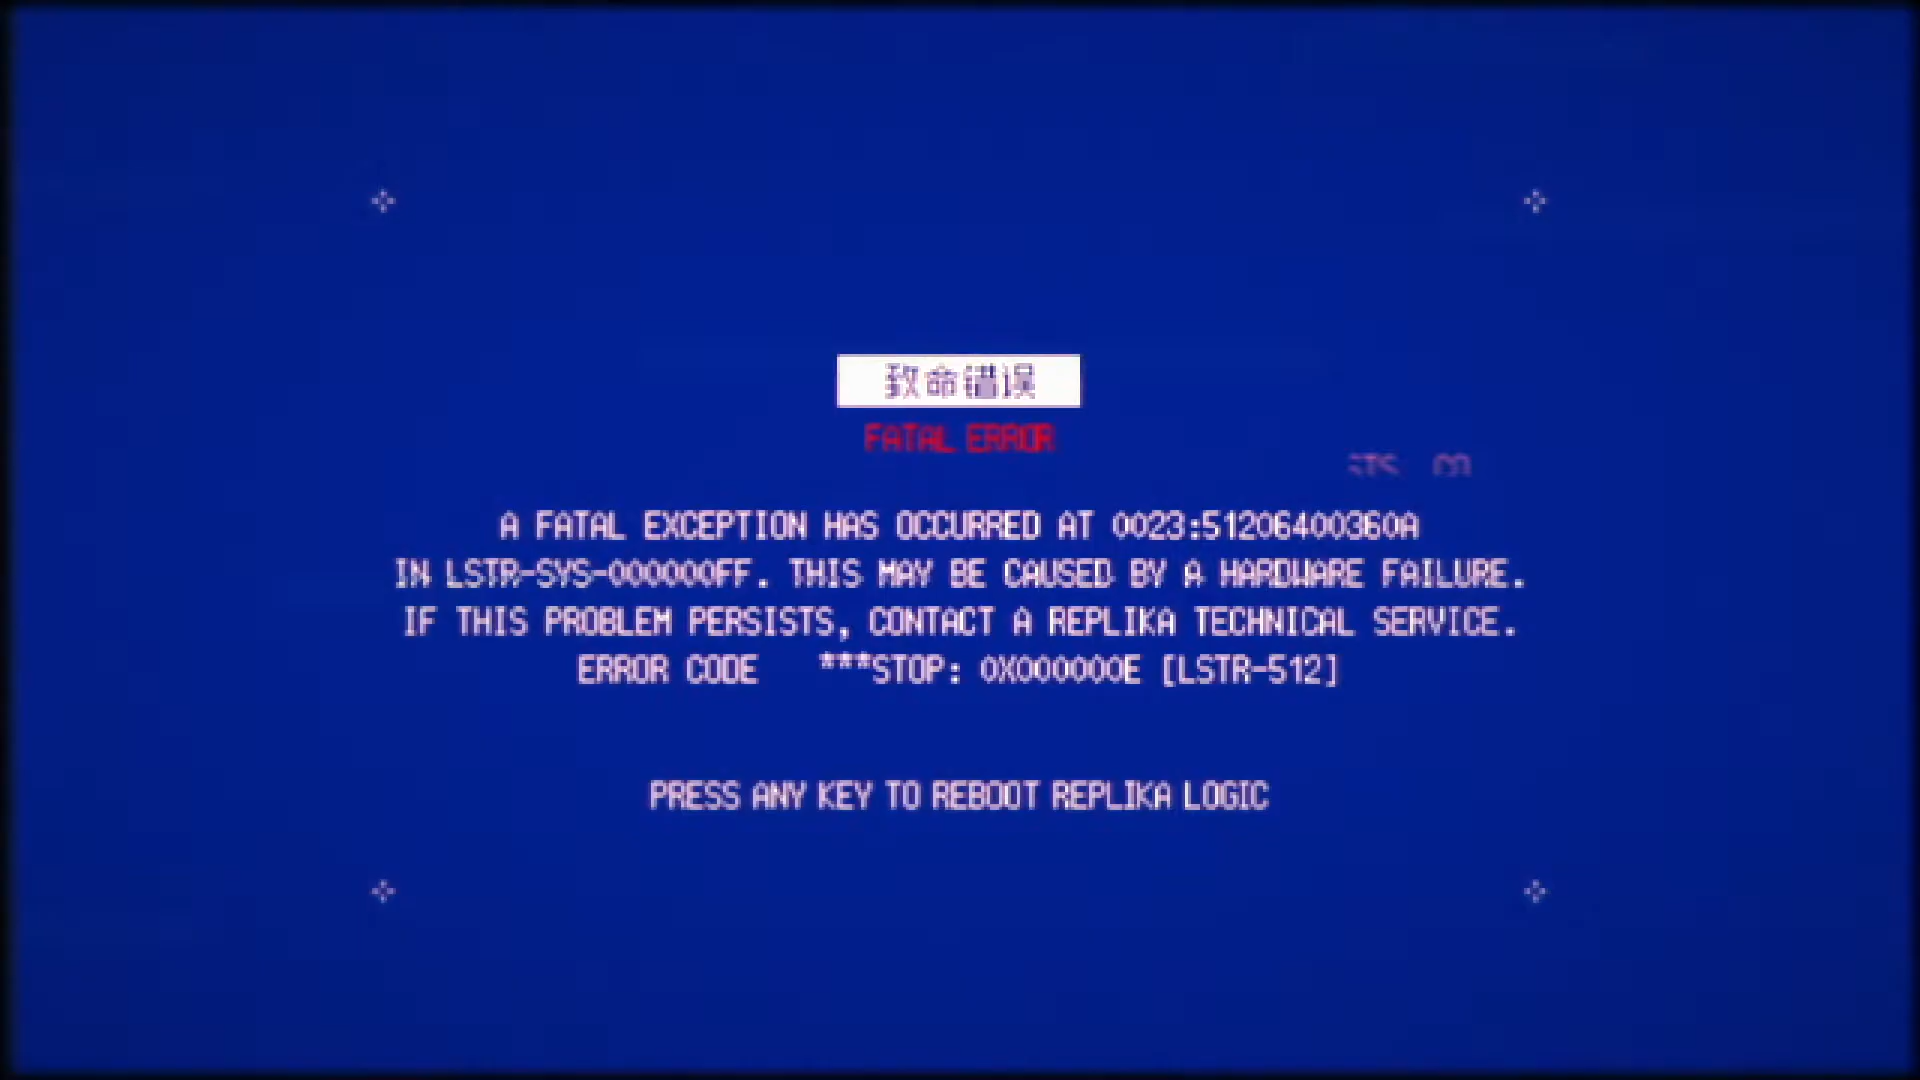 致命错误
FATAL ERROR
A FATAL EXCEPTION HAS OCCURRED AT 0023:51206400360A
IN LSTR-SYS-000000FF. THIS MAY BE CAUSED BY A HARDWARE FAILURE.
IF THIS PROBLEM PERSISTS, CONTACT A REPLIKA TECHNICAL SERVICE.
ERROR CODE ***STOP: 0X000000E [LSTR-512]
PRESS ANY KEY TO REBOOT REPLIKA LOGIC